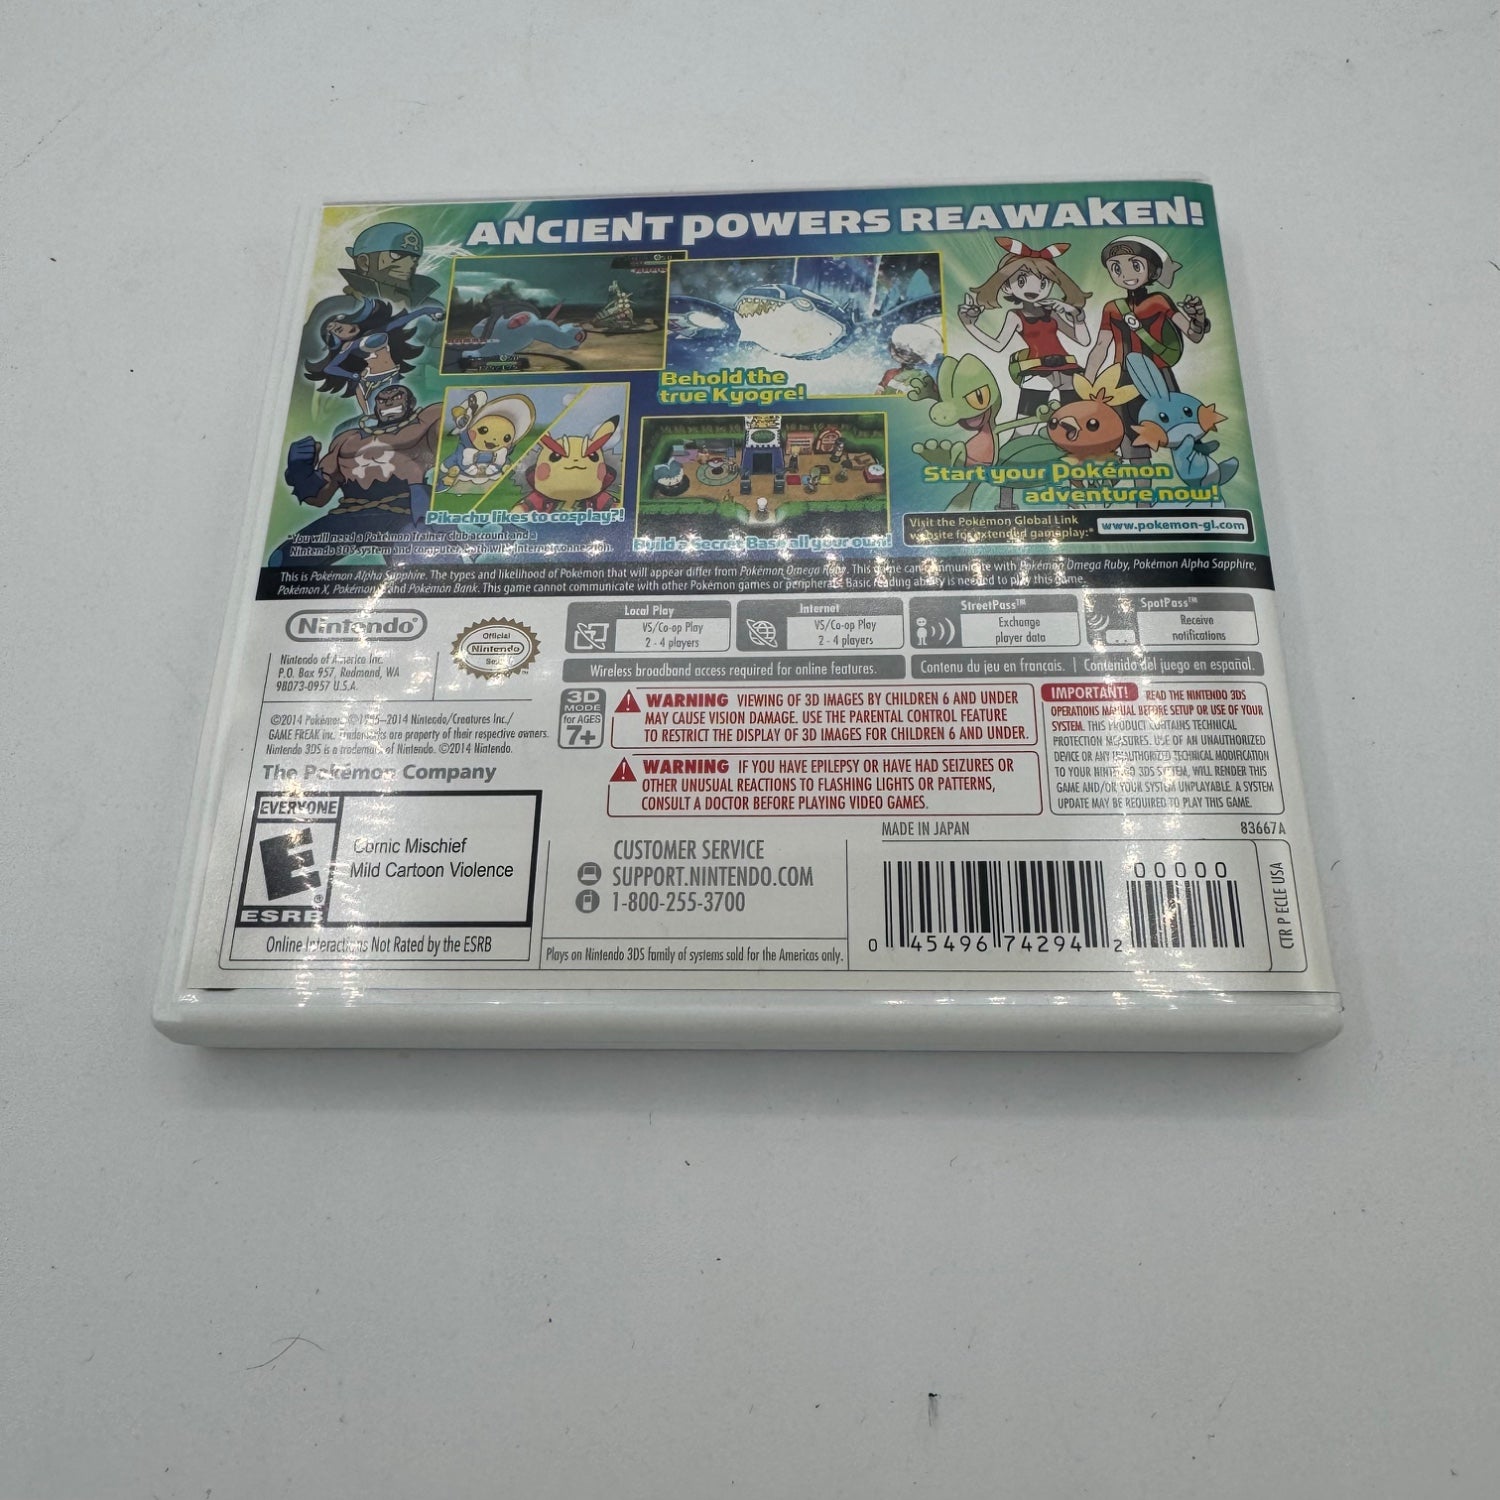 ANCIENT POWERS REAWAKEN!
Behold the
true Kyogre!
Pikachu likes to cosplay?!
Build a Secret Base all your own!
Start your Pokémon
adventure now!
Visit the Pokémon Global Link
website for extended gameplay:*
www.pokemon-gl.com
*You will need a Pokémon Trainer Club account and a
Nintendo 3DS system and computer, both with Internet connection.
This is Pokémon Alpha Sapphire. The types and likelihood of Pokémon that will appear differ from Pokémon Omega Ruby. This game can communicate with Pokémon Omega Ruby, Pokémon Alpha Sapphire,
Pokémon X, Pokémon and Pokémon Bank. This game cannot communicate with other Pokémon games or peripherals. Basic reading ability is needed to play this game.
Nintendo®
Nintendo of America Inc.
P.O. Box 957, Redmond, WA
98073-0957 U.S.A.
Official
Nintendo
Seal
Local Play
VS/Co-op Play
2 - 4 players
Internet
VS/Co-op Play
2 - 4 players
StreetPass™
Exchange
player data
SpotPass™
Receive
notifications
Wireless broadband access required for online features.
Contenu du jeu en français. | Contenido del juego en español.
©2014 Pokémon. ©1995–2014 Nintendo/Creatures Inc./
GAME FREAK inc. Trademarks are property of their respective owners.
Nintendo 3DS is a trademark of Nintendo. ©2014 Nintendo.
The Pokémon Company
3D
MODE
for AGES
7+
WARNING VIEWING OF 3D IMAGES BY CHILDREN 6 AND UNDER
MAY CAUSE VISION DAMAGE. USE THE PARENTAL CONTROL FEATURE
TO RESTRICT THE DISPLAY OF 3D IMAGES FOR CHILDREN 6 AND UNDER.
WARNING IF YOU HAVE EPILEPSY OR HAVE HAD SEIZURES OR
OTHER UNUSUAL REACTIONS TO FLASHING LIGHTS OR PATTERNS,
CONSULT A DOCTOR BEFORE PLAYING VIDEO GAMES.
IMPORTANT! READ THE NINTENDO 3DS
OPERATIONS MANUAL BEFORE SETUP OR USE OF YOUR
SYSTEM. THIS PRODUCT CONTAINS TECHNICAL
PROTECTION MEASURES. USE OF AN UNAUTHORIZED
DEVICE OR ANY UNAUTHORIZED TECHNICAL MODIFICATION
TO YOUR NINTENDO 3DS SYSTEM, WILL RENDER THIS
GAME AND/OR YOUR SYSTEM UNPLAYABLE. A SYSTEM
UPDATE MAY BE REQUIRED TO PLAY THIS GAME.
EVERYONE
E
ESRB
Comic Mischief
Mild Cartoon Violence
Online Interactions Not Rated by the ESRB
CUSTOMER SERVICE
SUPPORT.NINTENDO.COM
1-800-255-3700
Plays on Nintendo 3DS family of systems sold for the Americas only.
MADE IN JAPAN
83667A
0 45496 74294 2
00000
CTR P ECLE USA